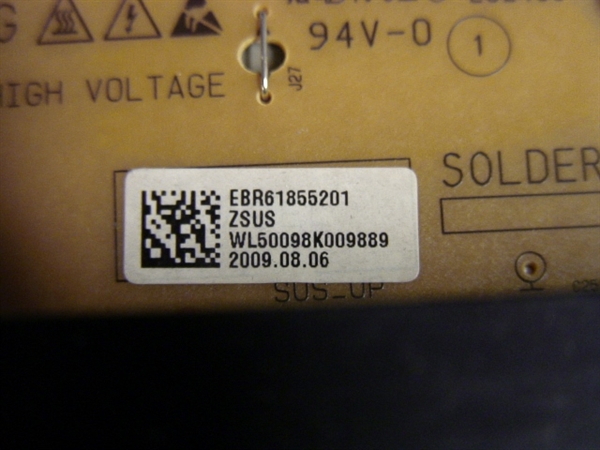 G
94V-0
1
HIGH VOLTAGE
J27
SOLDER
EBR61855201
ZSUS
WL50098K009889
2009.08.06
SUS_UP